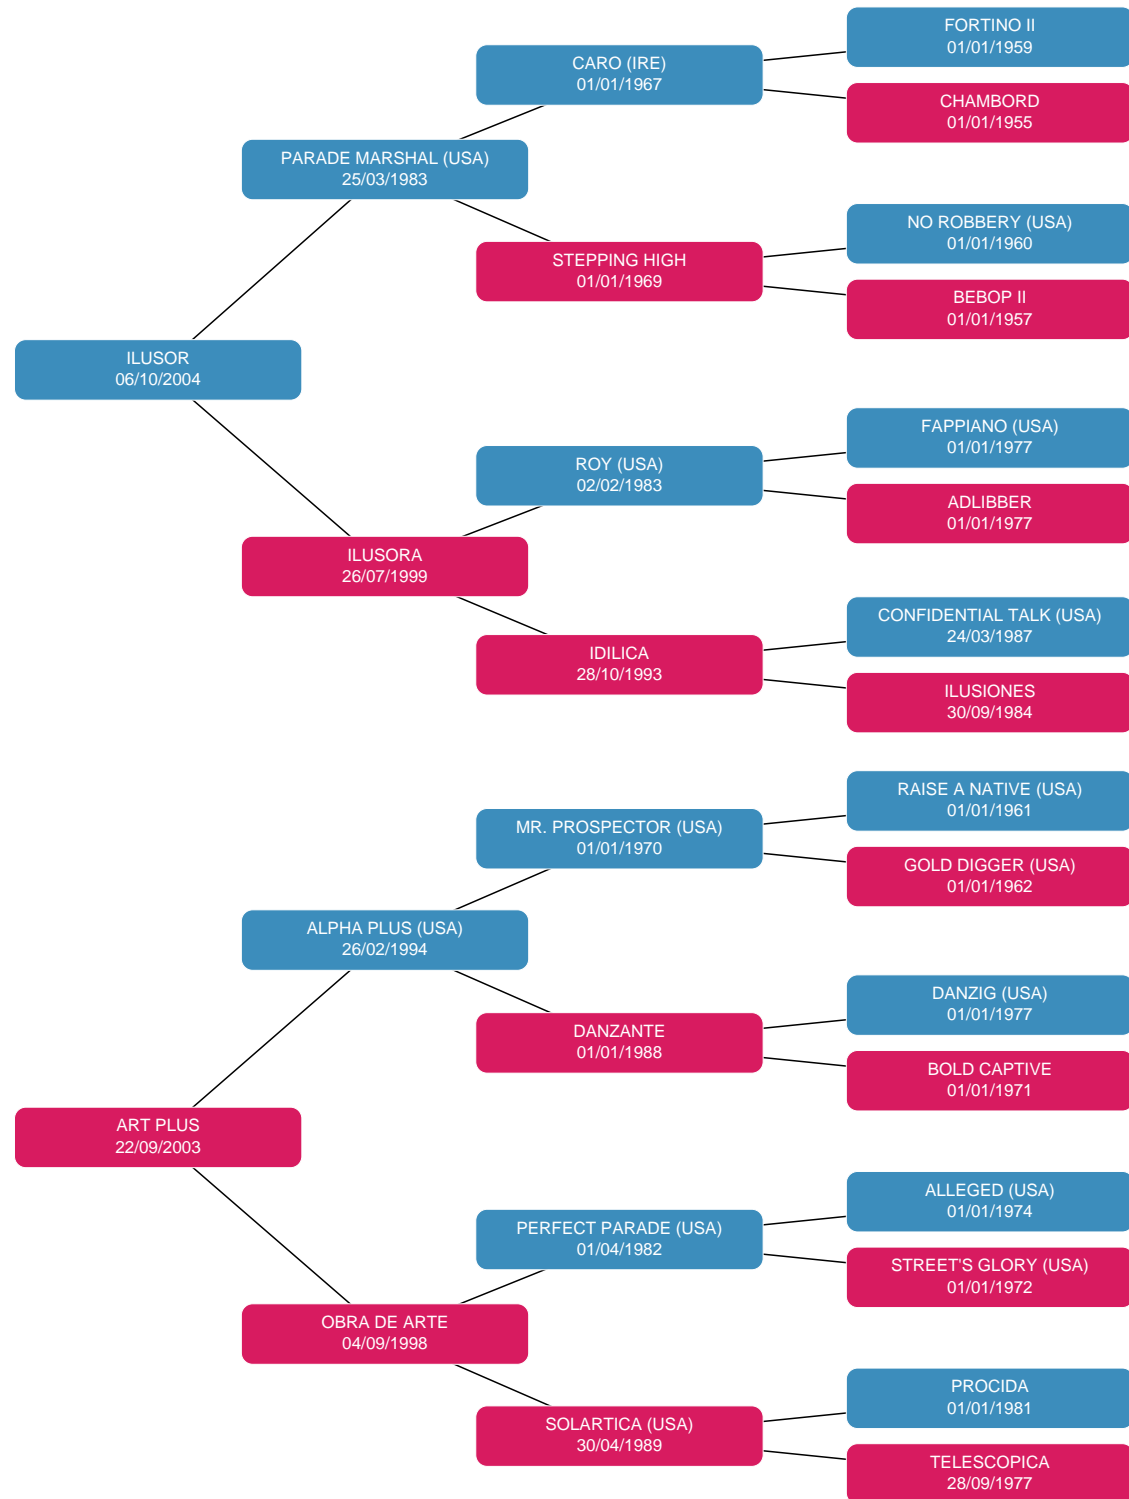 FORTINO II
01/01/1959
CARO (IRE)
01/01/1967
CHAMBORD
01/01/1955
PARADE MARSHAL (USA)
25/03/1983
NO ROBBERY (USA)
01/01/1960
STEPPING HIGH
01/01/1969
BEBOP II
01/01/1957
ILUSOR
06/10/2004
FAPPIANO (USA)
01/01/1977
ROY (USA)
02/02/1983
ADLIBBER
01/01/1977
ILUSORA
26/07/1999
CONFIDENTIAL TALK (USA)
24/03/1987
IDILICA
28/10/1993
ILUSIONES
30/09/1984
RAISE A NATIVE (USA)
01/01/1961
MR. PROSPECTOR (USA)
01/01/1970
GOLD DIGGER (USA)
01/01/1962
ALPHA PLUS (USA)
26/02/1994
DANZIG (USA)
01/01/1977
DANZANTE
01/01/1988
BOLD CAPTIVE
01/01/1971
ART PLUS
22/09/2003
ALLEGED (USA)
01/01/1974
PERFECT PARADE (USA)
01/04/1982
STREET'S GLORY (USA)
01/01/1972
OBRA DE ARTE
04/09/1998
PROCIDA
01/01/1981
SOLARTICA (USA)
30/04/1989
TELESCOPICA
28/09/1977